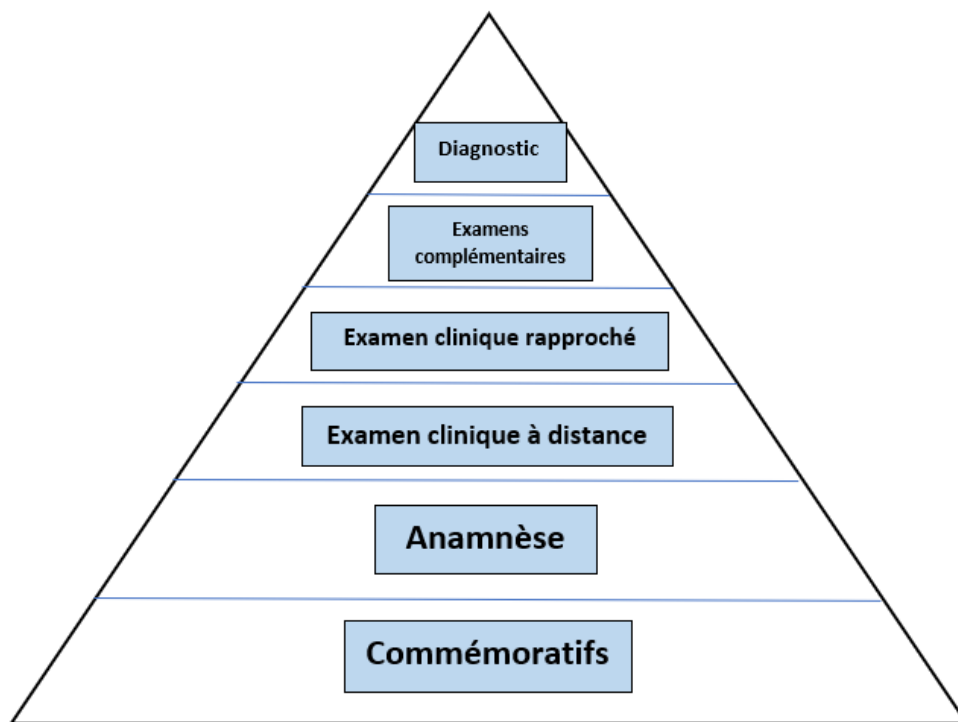 Diagnostic
Examens
complémentaires
Examen clinique rapproché
Examen clinique à distance
Anamnèse
Commémoratifs